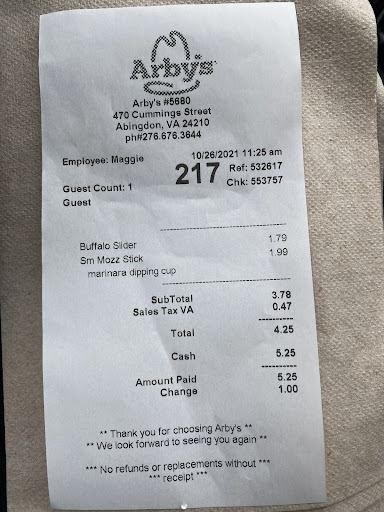 Arby's
Arby's #5680
470 Cummings Street
Abingdon, VA 24210
ph#276.676.3644
Employee: Maggie 10/26/2021 11:25 am
217 Ref: 532617
Guest Count: 1 Chk: 553757
Guest
Buffalo Slider 1.79
Sm Mozz Stick 1.99
marinara dipping cup
SubTotal 3.78
Sales Tax VA 0.47
Total 4.25
Cash 5.25
Amount Paid 5.25
Change 1.00
** Thank you for choosing Arby's **
** We look forward to seeing you again **
*** No refunds or replacements without ***
*** receipt ***